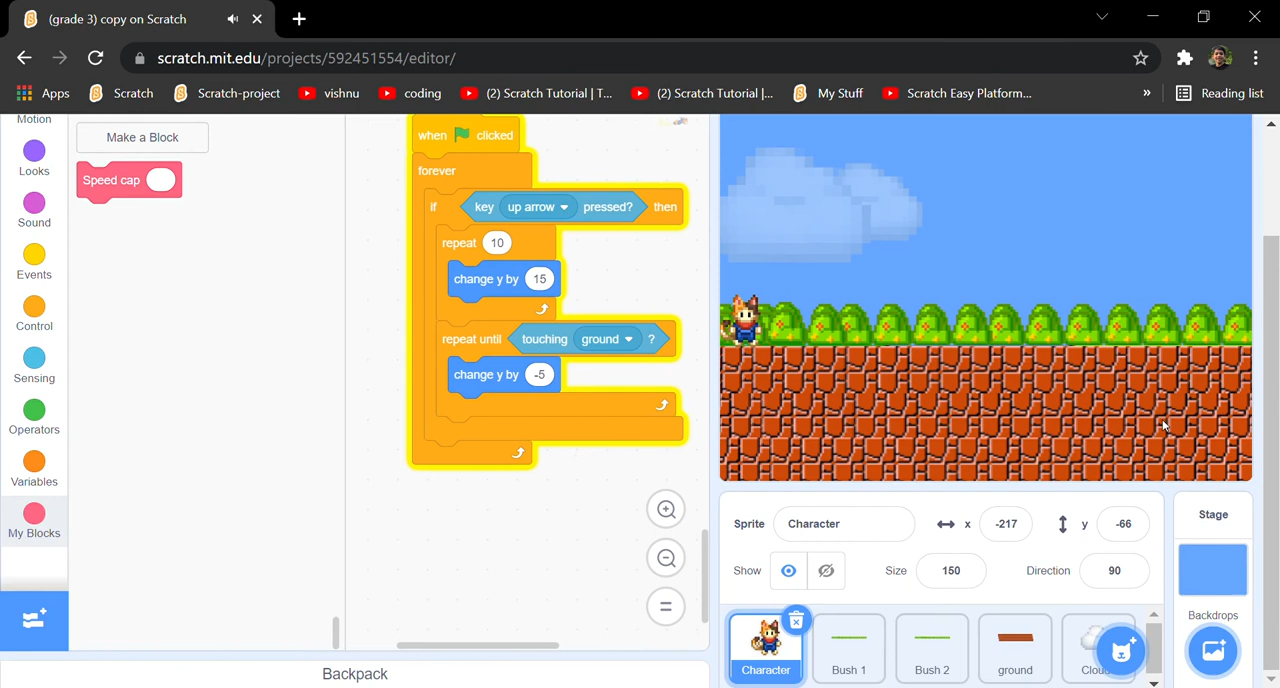 (grade 3) copy on Scratch
scratch.mit.edu/projects/592451554/editor/
Apps Scratch Scratch-project vishnu coding (2) Scratch Tutorial | T... (2) Scratch Tutorial |... My Stuff Scratch Easy Platform... » Reading list
Motion
Looks
Sound
Events
Control
Sensing
Operators
Variables
My Blocks
Make a Block
Speed cap
when clicked
forever
if key up arrow pressed? then
repeat 10
change y by 15
repeat until touching ground ?
change y by -5
Backpack
Sprite Character x -217 y -66
Show Size 150 Direction 90
Character Bush 1 Bush 2 ground
Stage
Backdrops